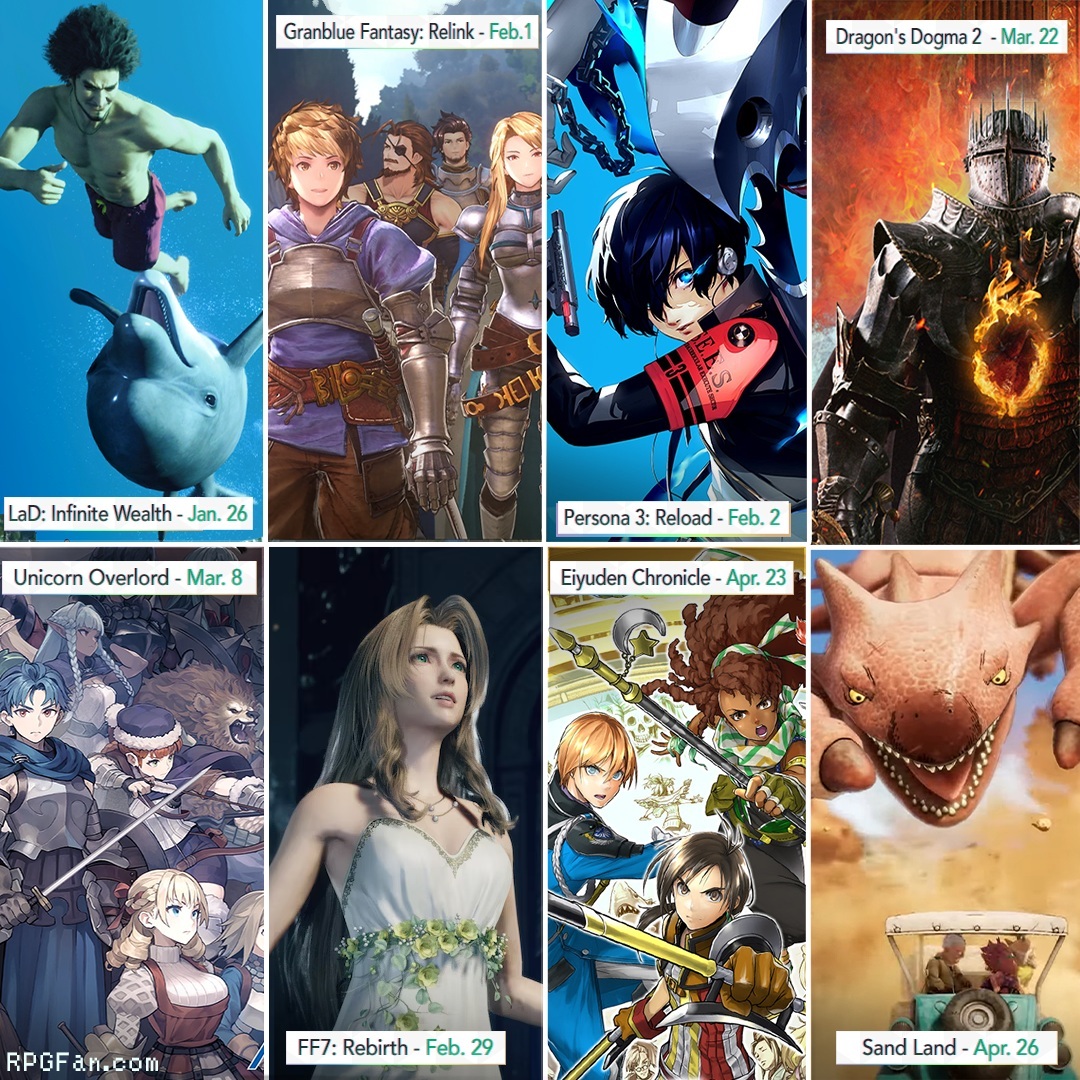 Granblue Fantasy: Relink - Feb.1
Dragon's Dogma 2 - Mar. 22
S.E.E.S.
LaD: Infinite Wealth - Jan. 26
Persona 3: Reload - Feb. 2
Unicorn Overlord - Mar. 8
Eiyuden Chronicle - Apr. 23
FF7: Rebirth - Feb. 29
Sand Land - Apr. 26
RPGFan.com